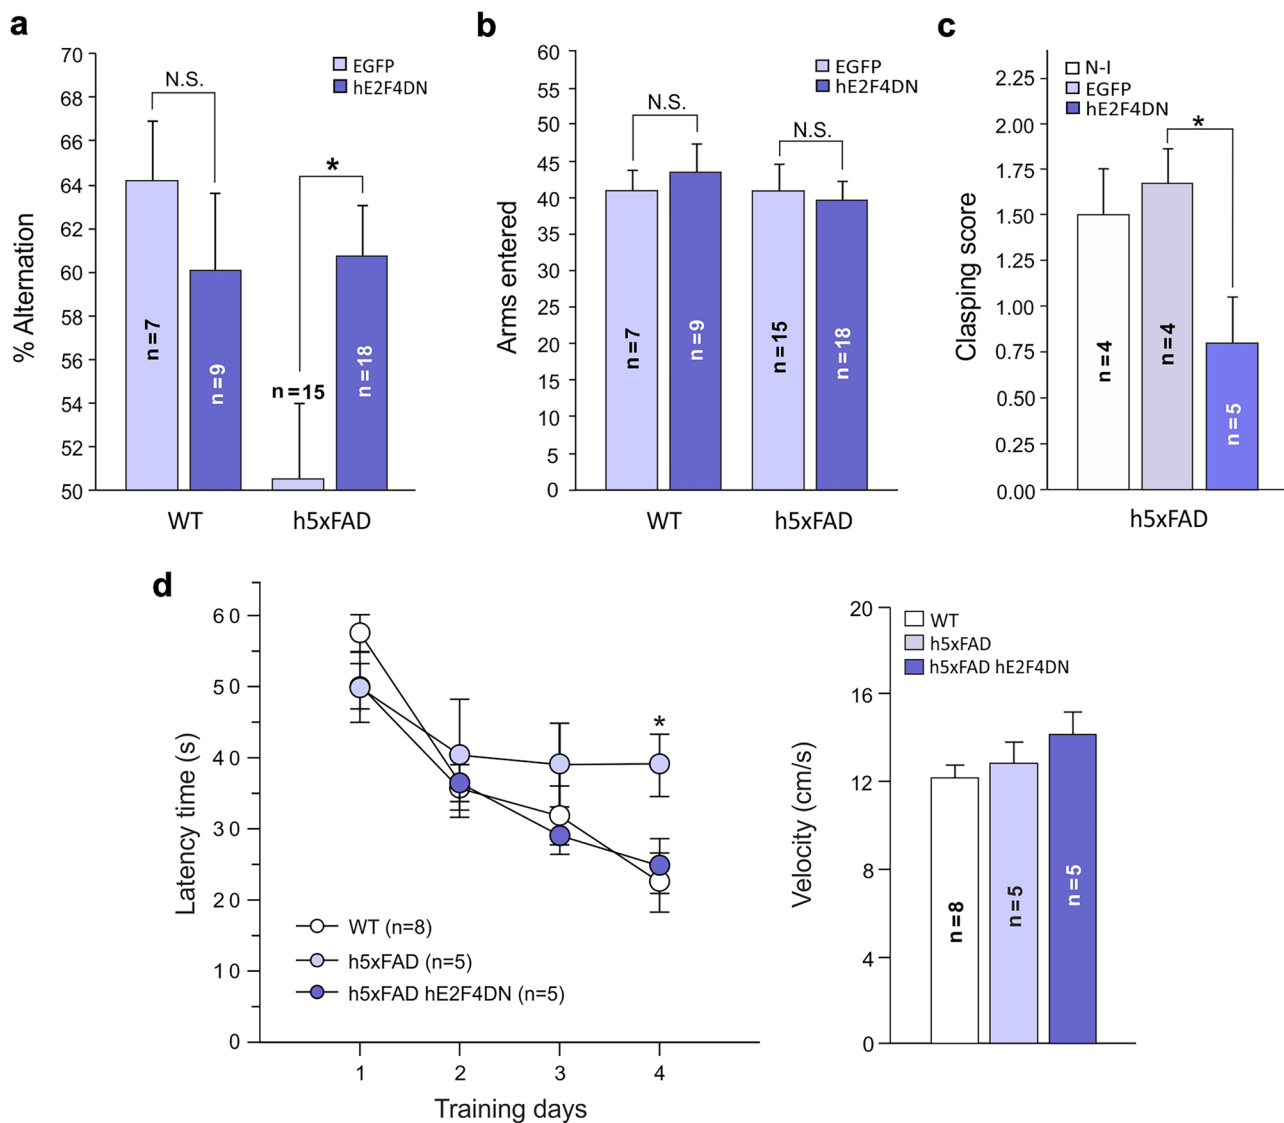 a
70
68
66
64
62
60
58
56
54
52
50
% Alternation
EGFP
hE2F4DN
N.S.
*
n=7
n=9
n=15
n=18
WT
h5xFAD
b
60
55
50
45
40
35
30
25
20
15
10
5
0
Arms entered
EGFP
hE2F4DN
N.S.
N.S.
n=7
n=9
n=15
n=18
WT
h5xFAD
c
2.25
2.00
1.75
1.50
1.25
1.00
0.75
0.50
0.25
0.00
Clasping score
N-I
EGFP
hE2F4DN
*
n=4
n=4
n=5
h5xFAD
d
60
50
40
30
20
10
0
Latency time (s)
*
WT (n=8)
h5xFAD (n=5)
h5xFAD hE2F4DN (n=5)
1 2 3 4
Training days
20
16
12
8
4
0
Velocity (cm/s)
WT
h5xFAD
h5xFAD hE2F4DN
n=8
n=5
n=5